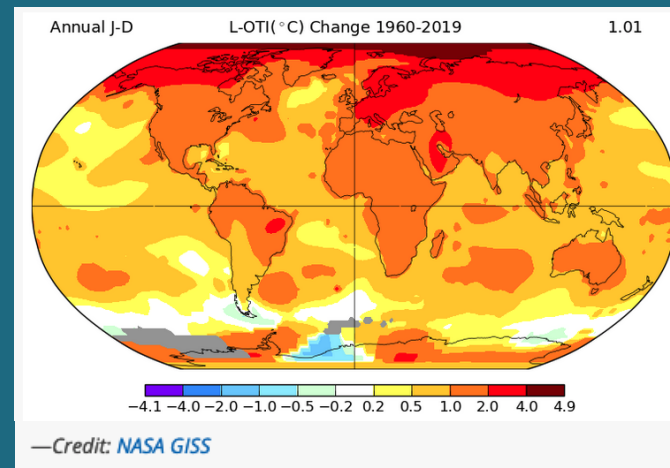 Annual J-D L-OTI(°C) Change 1960-2019 1.01
−4.1 −4.0 −2.0 −1.0 −0.5 −0.2 0.2 0.5 1.0 2.0 4.0 4.9
—Credit: NASA GISS